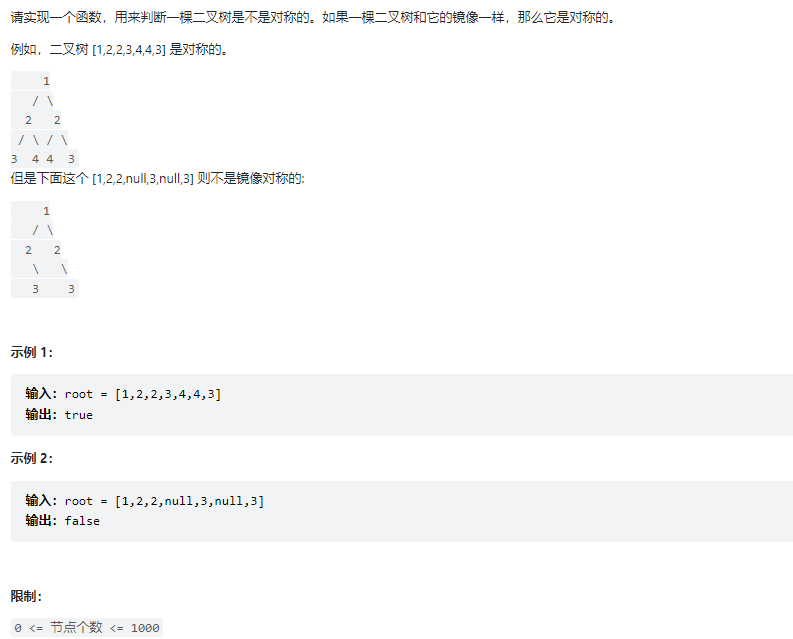 请实现一个函数，用来判断一棵二叉树是不是对称的。如果一棵二叉树和它的镜像一样，那么它是对称的。
例如，二叉树 [1,2,2,3,4,4,3] 是对称的。
    1
   / \
  2   2
 / \ / \
3  4 4  3
但是下面这个 [1,2,2,null,3,null,3] 则不是镜像对称的:
    1
   / \
  2   2
   \   \
   3    3
示例 1：
输入：root = [1,2,2,3,4,4,3]
输出：true
示例 2：
输入：root = [1,2,2,null,3,null,3]
输出：false
限制：
0 <= 节点个数 <= 1000